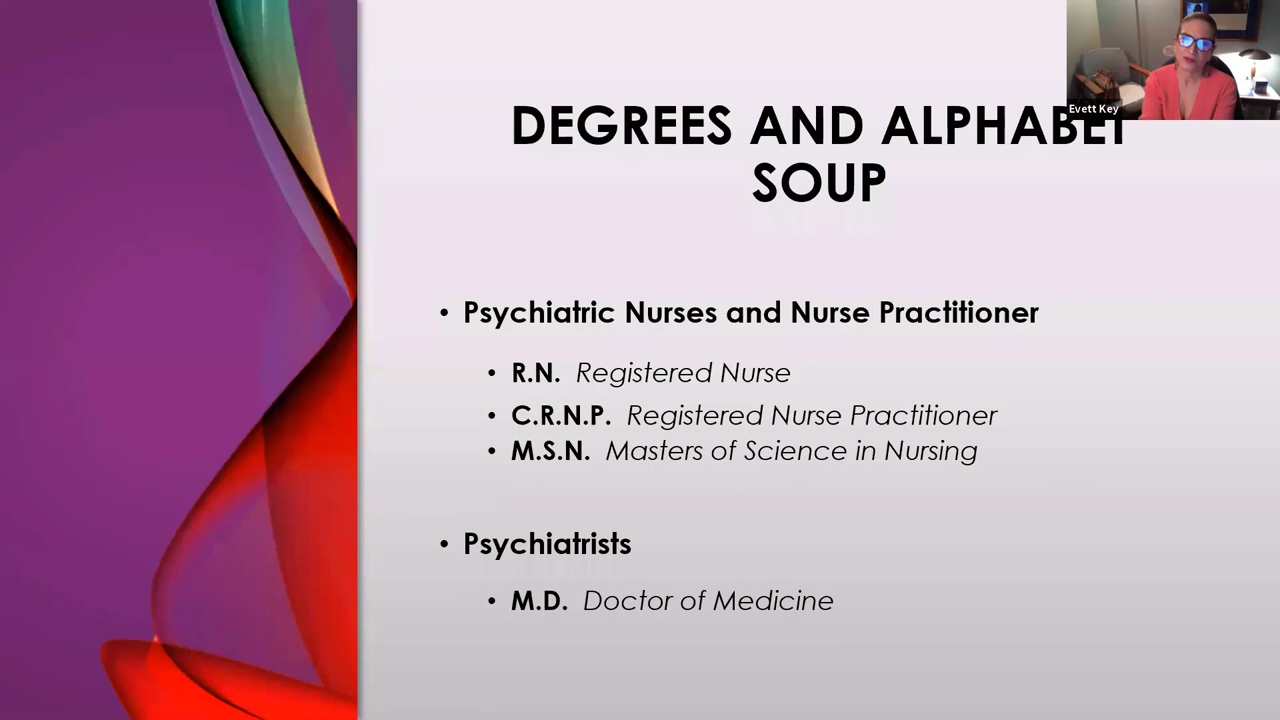 DEGREES AND ALPHABET
SOUP
Evett Key
• Psychiatric Nurses and Nurse Practitioner
• R.N. Registered Nurse
• C.R.N.P. Registered Nurse Practitioner
• M.S.N. Masters of Science in Nursing
• Psychiatrists
• M.D. Doctor of Medicine